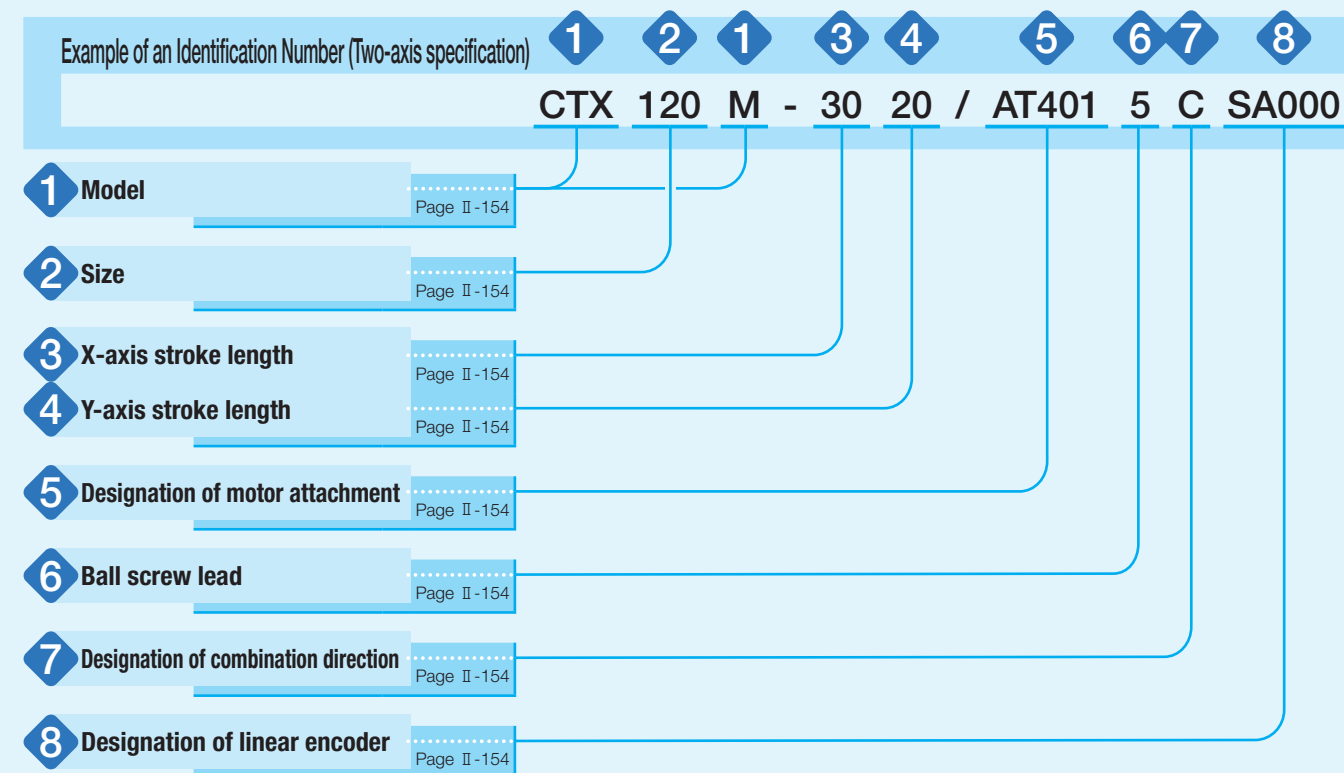 Example of an Identification Number (Two-axis specification) 1 2 1 3 4 5 6 7 8
CTX 120 M - 30 20 / AT401 5 C SA000
1 Model
Page Ⅱ-154
2 Size
Page Ⅱ-154
3 X-axis stroke length
Page Ⅱ-154
4 Y-axis stroke length
Page Ⅱ-154
5 Designation of motor attachment
Page Ⅱ-154
6 Ball screw lead
Page Ⅱ-154
7 Designation of combination direction
Page Ⅱ-154
8 Designation of linear encoder
Page Ⅱ-154